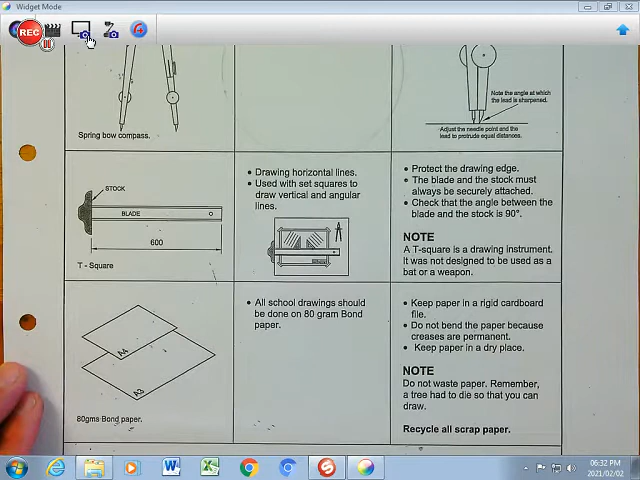 Widget Mode
REC
Spring bow compass.
Note the angle at which
the lead is sharpened.
Adjust the needle point and the
lead to protrude equal distances.
STOCK
BLADE
600
T - Square
• Drawing horizontal lines.
• Used with set squares to
draw vertical and angular
lines.
• Protect the drawing edge.
• The blade and the stock must
always be securely attached.
• Check that the angle between the
blade and the stock is 90°.
NOTE
A T-square is a drawing instrument.
It was not designed to be used as a
bat or a weapon.
A4
A3
80gms Bond paper.
• All school drawings should
be done on 80 gram Bond
paper.
• Keep paper in a rigid cardboard
file.
• Do not bend the paper because
creases are permanent.
• Keep paper in a dry place.
NOTE
Do not waste paper. Remember,
a tree had to die so that you can
draw.
Recycle all scrap paper.
06:32 PM
2021/02/02